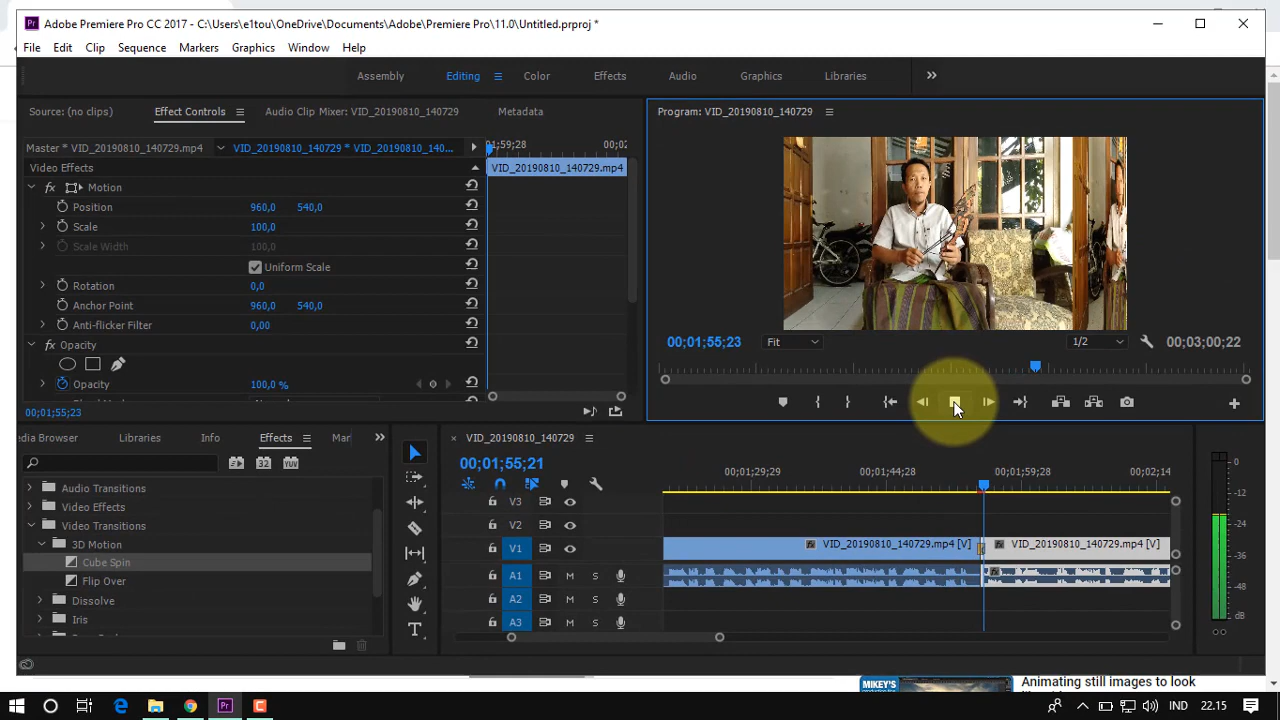 Adobe Premiere Pro CC 2017 - C:\Users\e1tou\OneDrive\Documents\Adobe\Premiere Pro\11.0\Untitled.prproj *
File Edit Clip Sequence Markers Graphics Window Help
Assembly Editing Color Effects Audio Graphics Libraries
Source: (no clips) Effect Controls Audio Clip Mixer: VID_20190810_140729 Metadata
Program: VID_20190810_140729
Master * VID_20190810_140729.mp4 VID_20190810_140729 * VID_20190810_140...
;1;59;28 00;02
Video Effects
VID_20190810_140729.mp4
fx Motion
Position 960,0 540,0
Scale 100,0
Scale Width 100,0
Uniform Scale
Rotation 0,0
Anchor Point 960,0 540,0
Anti-flicker Filter 0,00
fx Opacity
Opacity 100,0 %
00;01;55;23
00;01;55;23 Fit 1/2 00;03;00;22
edia Browser Libraries Info Effects Mar
Audio Transitions
Video Effects
Video Transitions
3D Motion
Cube Spin
Flip Over
Dissolve
Iris
VID_20190810_140729
00;01;55;21
00;01;29;29 00;01;44;28 00;01;59;28 00;02;14
V3
V2
V1 fx VID_20190810_140729.mp4 [V] fx VID_20190810_140729.mp4 [V]
A1 M S fx
A2 M S
A3 M S
0
-12
-24
-36
-48
dB
MIKEY'S
Animating still images to look
IND 22.15